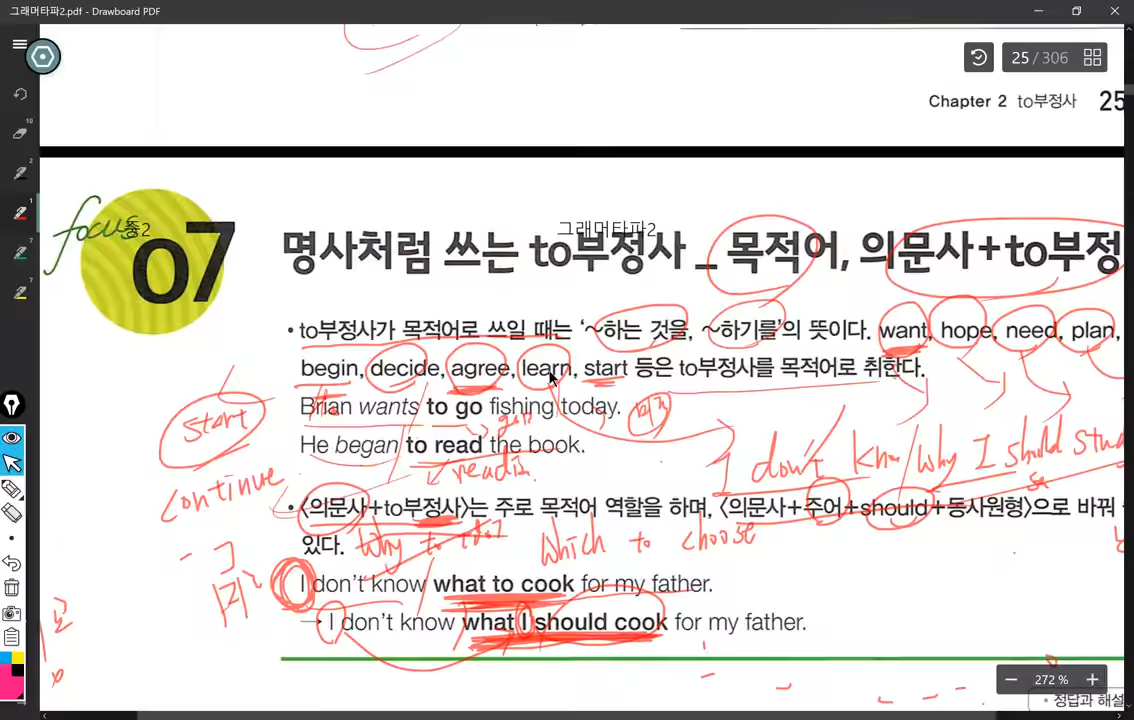 그래머타파2.pdf - Drawboard PDF
25 / 306
Chapter 2 to부정사 25
focus
중2
07
그래머타파2
명사처럼 쓰는 to부정사 _ 목적어, 의문사+to부정
• to부정사가 목적어로 쓰일 때는 '~하는 것을, ~하기를'의 뜻이다. want, hope, need, plan,
begin, decide, agree, learn, start 등은 to부정사를 목적어로 취한다.
Brian wants to go fishing today.
start
He began to read the book.
reading.
I don't know why I should stu
continue
• <의문사+to부정사>는 주로 목적어 역할을 하며, <의문사+주어+should+동사원형>으로 바꿔
있다.
why to
which to choose
I don't know what to cook for my father.
→ I don't know what I should cook for my father.
272 %
• 정답과 해설